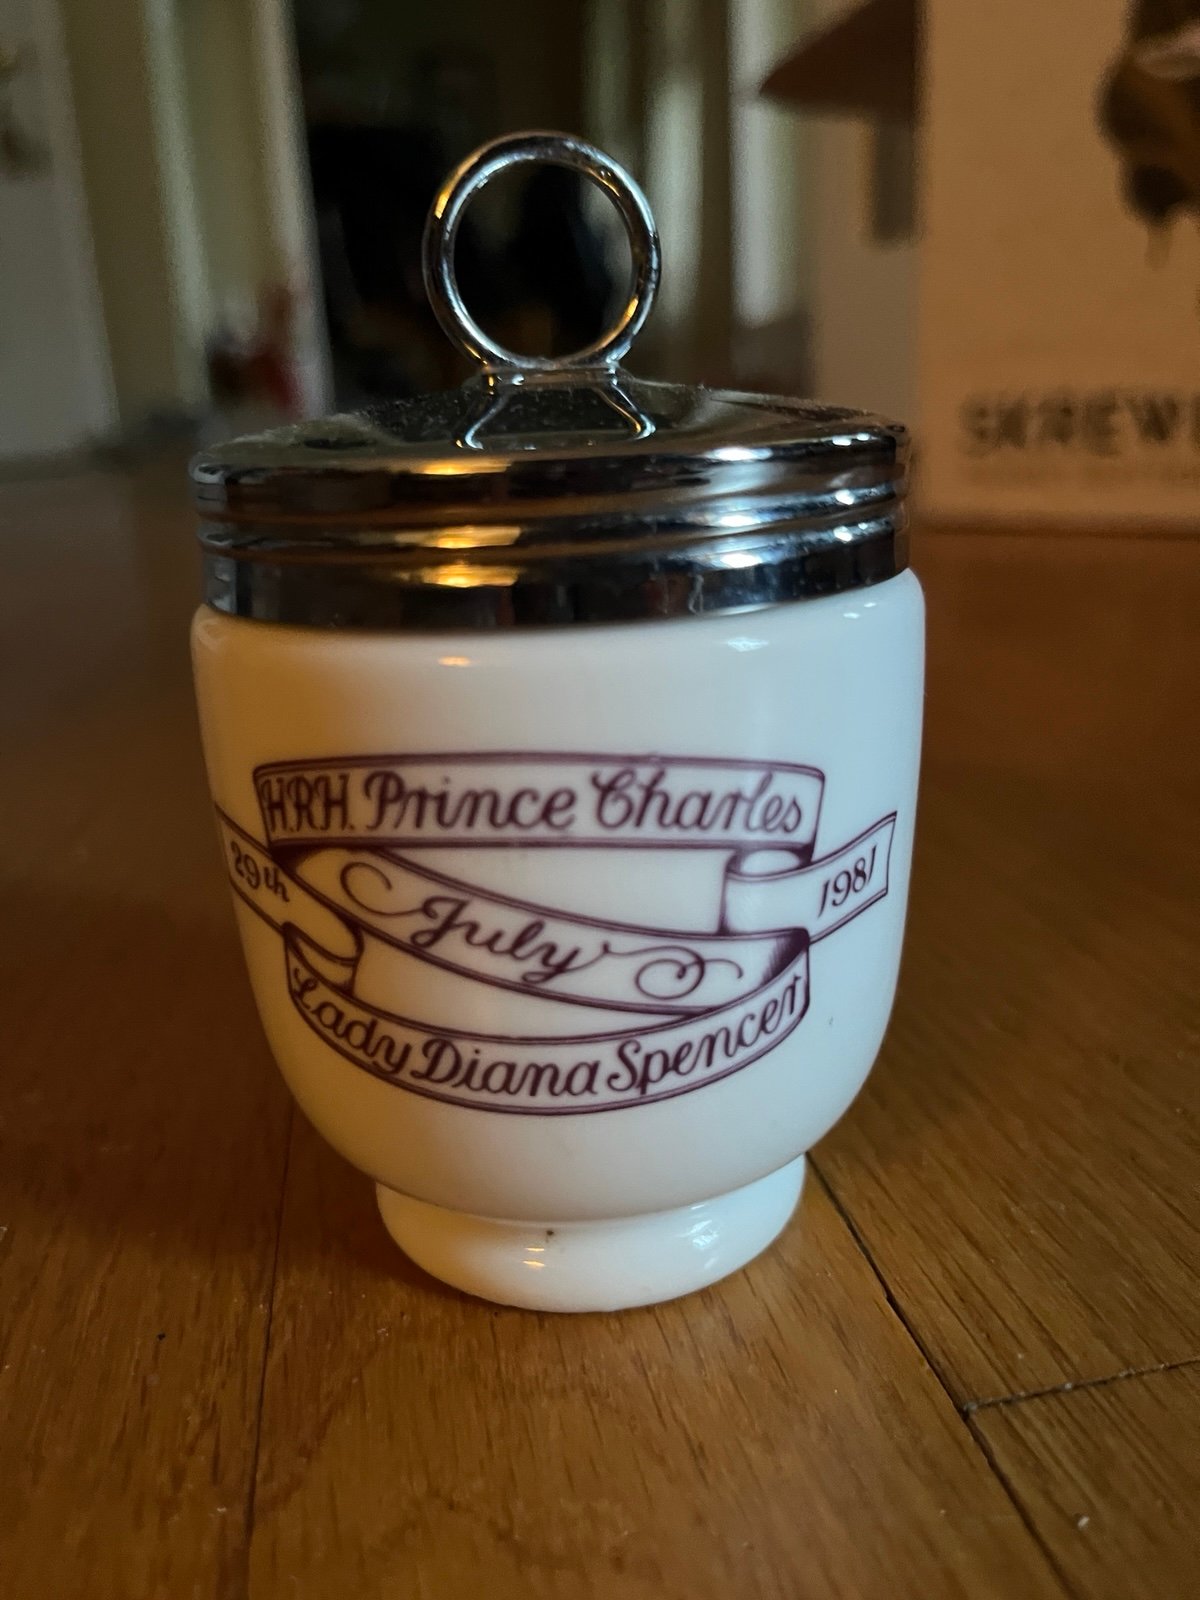 H.R.H. Prince Charles
29th
July
1981
Lady Diana Spencer